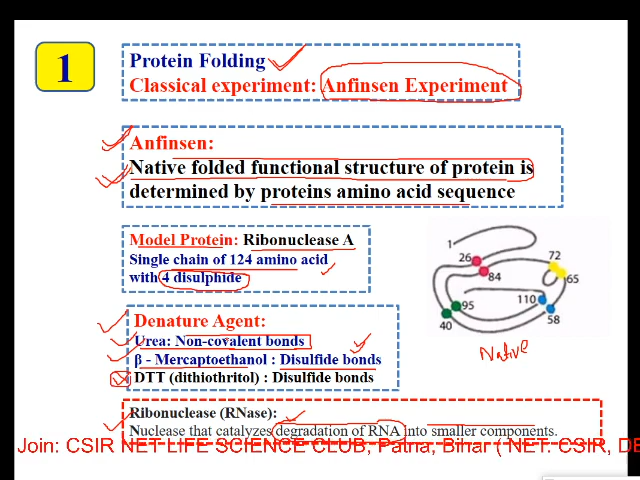 1
Protein Folding
Classical experiment: Anfinsen Experiment
Anfinsen:
Native folded functional structure of protein is
determined by proteins amino acid sequence
Model Protein: Ribonuclease A
Single chain of 124 amino acid
with 4 disulphide
1
26
84
72
65
95
40
110
58
Native
Denature Agent:
Urea: Non-covalent bonds
β - Mercaptoethanol : Disulfide bonds
DTT (dithiothritol) : Disulfide bonds
Ribonuclease (RNase):
Nuclease that catalyzes degradation of RNA into smaller components.
Join: CSIR NET LIFE SCIENCE CLUB, Patna, Bihar ( NET: CSIR, DE